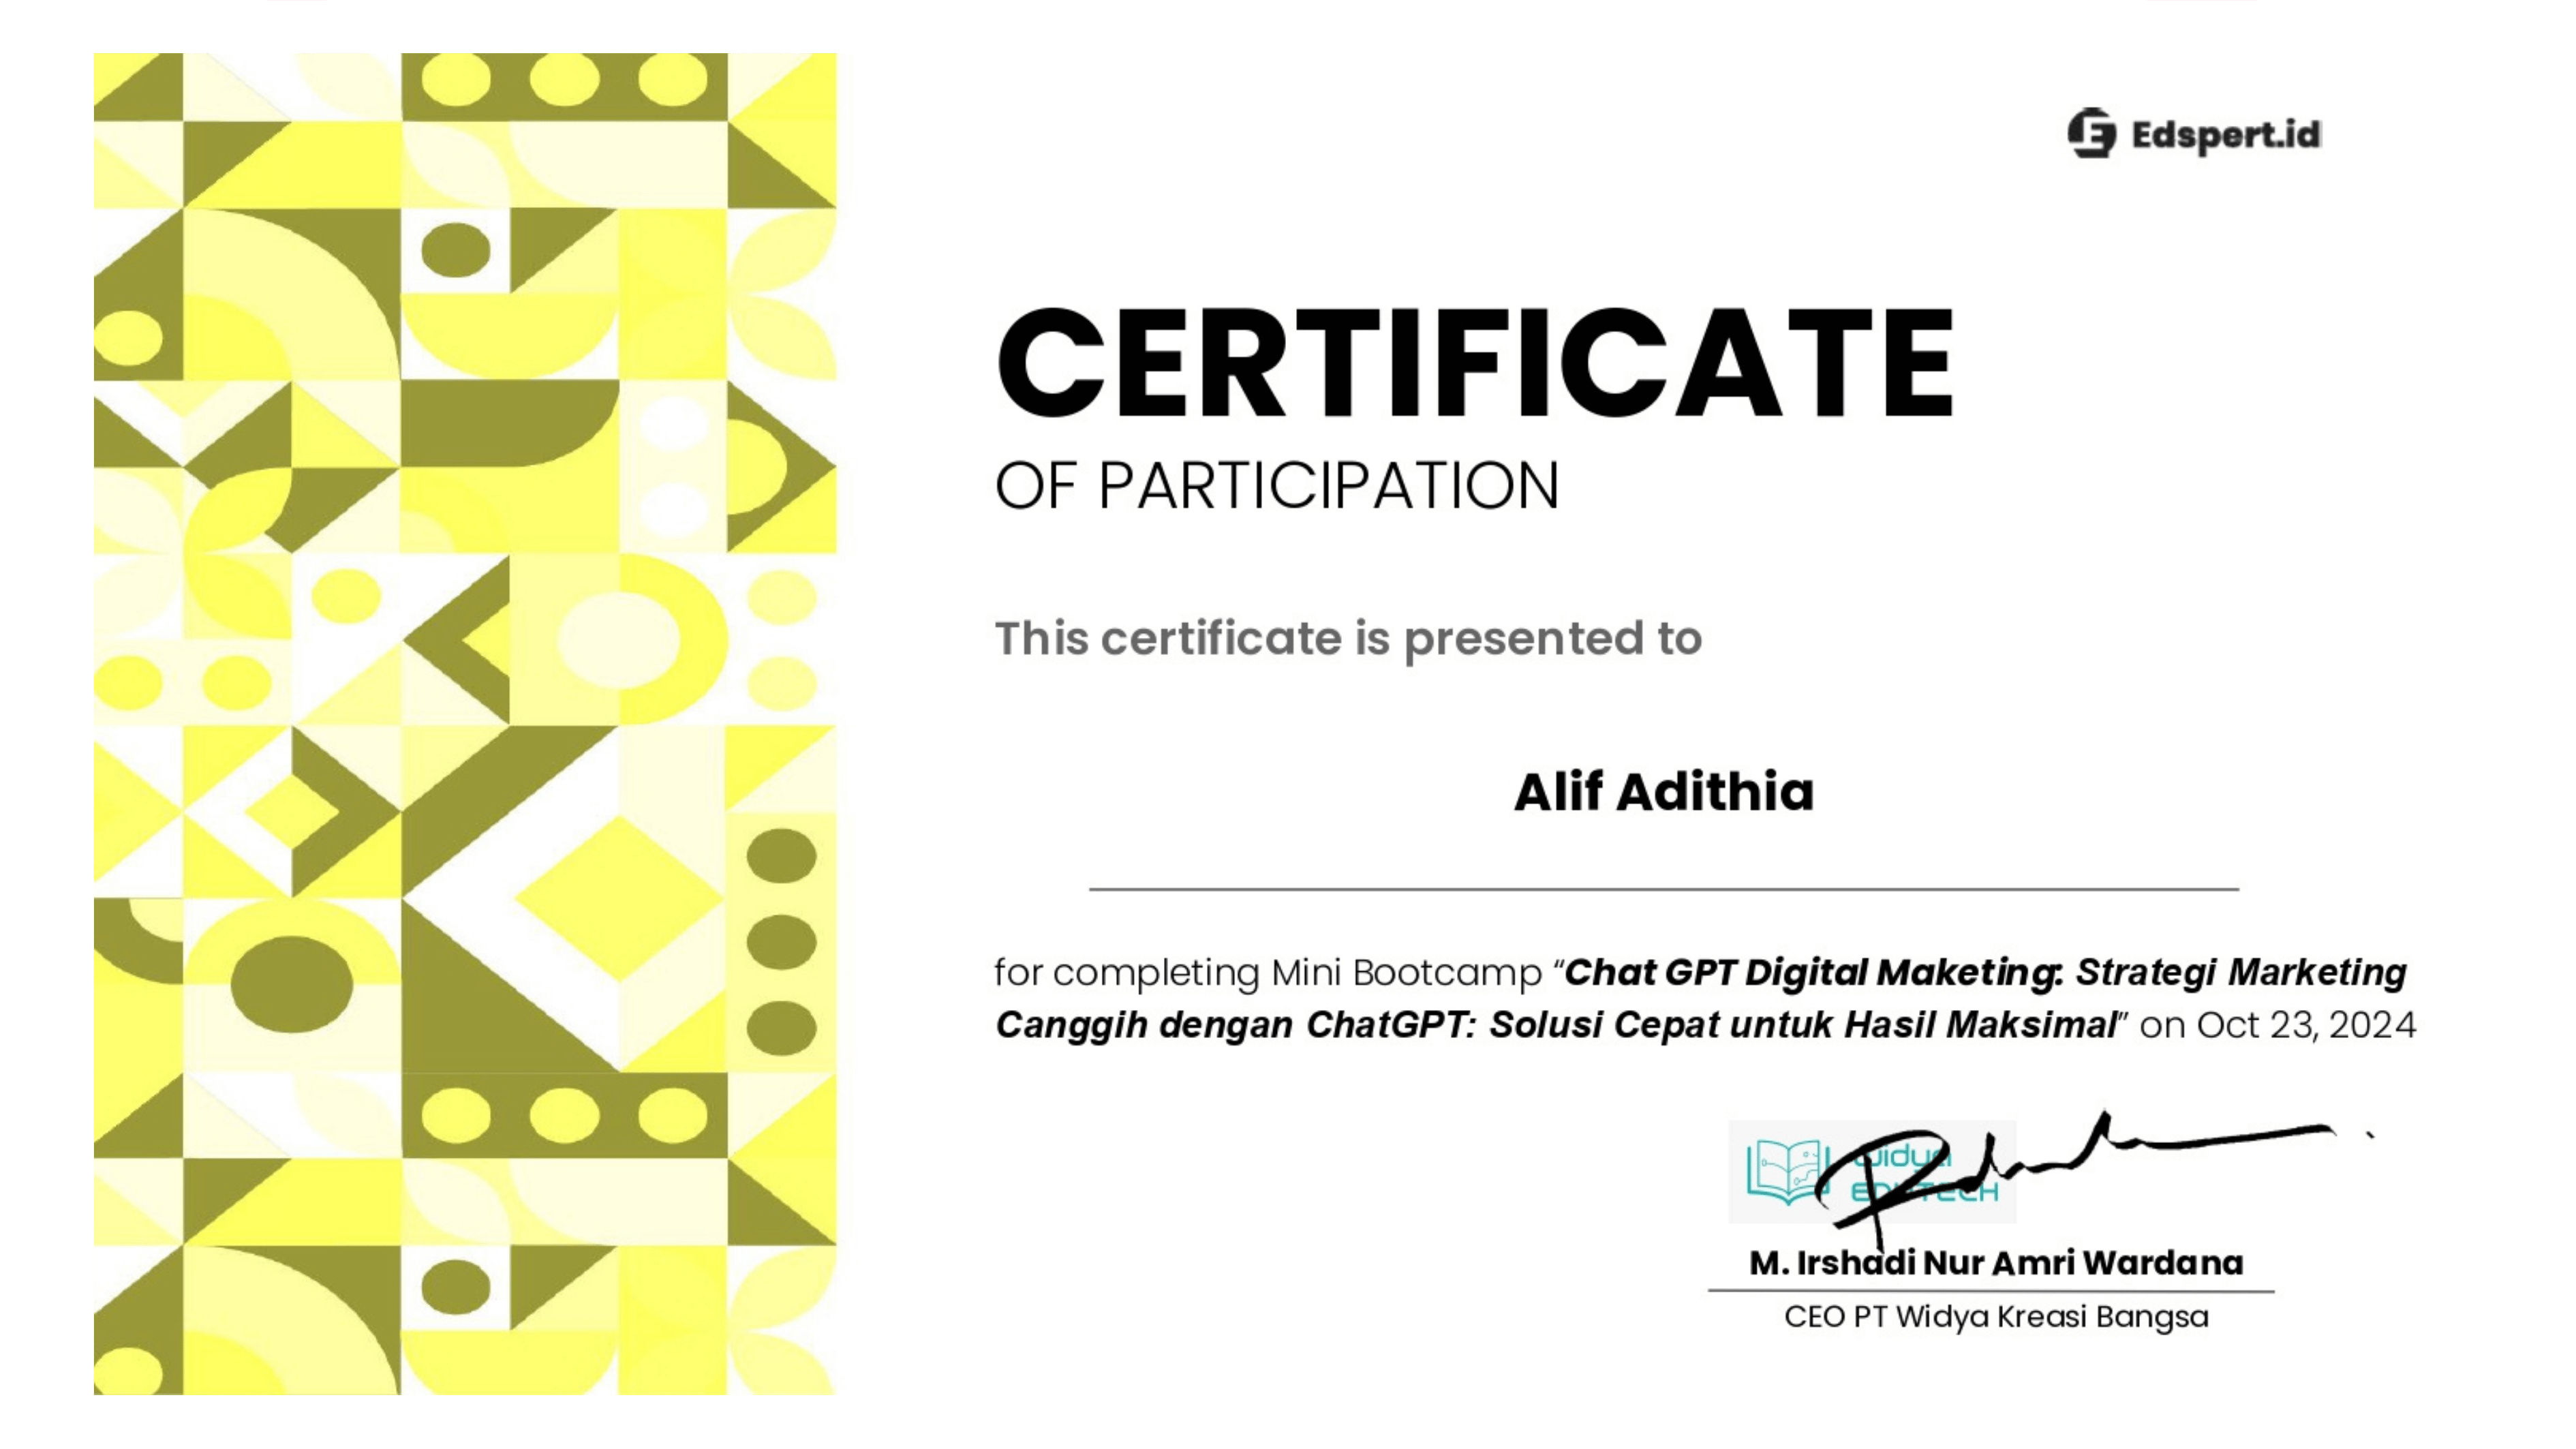 Edspert.id
CERTIFICATE
OF PARTICIPATION
This certificate is presented to
Alif Adithia
for completing Mini Bootcamp “Chat GPT Digital Maketing: Strategi Marketing
Canggih dengan ChatGPT: Solusi Cepat untuk Hasil Maksimal” on Oct 23, 2024
widya
EDUTECH
M. Irshadi Nur Amri Wardana
CEO PT Widya Kreasi Bangsa